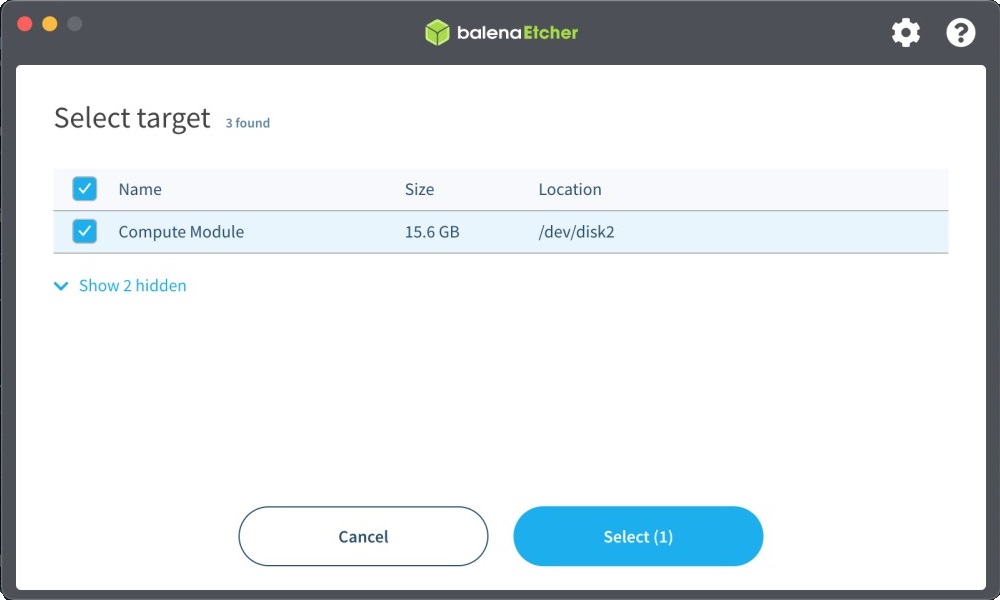 balenaEtcher
Select target 3 found
Name Size Location
Compute Module 15.6 GB /dev/disk2
Show 2 hidden
Cancel Select (1)